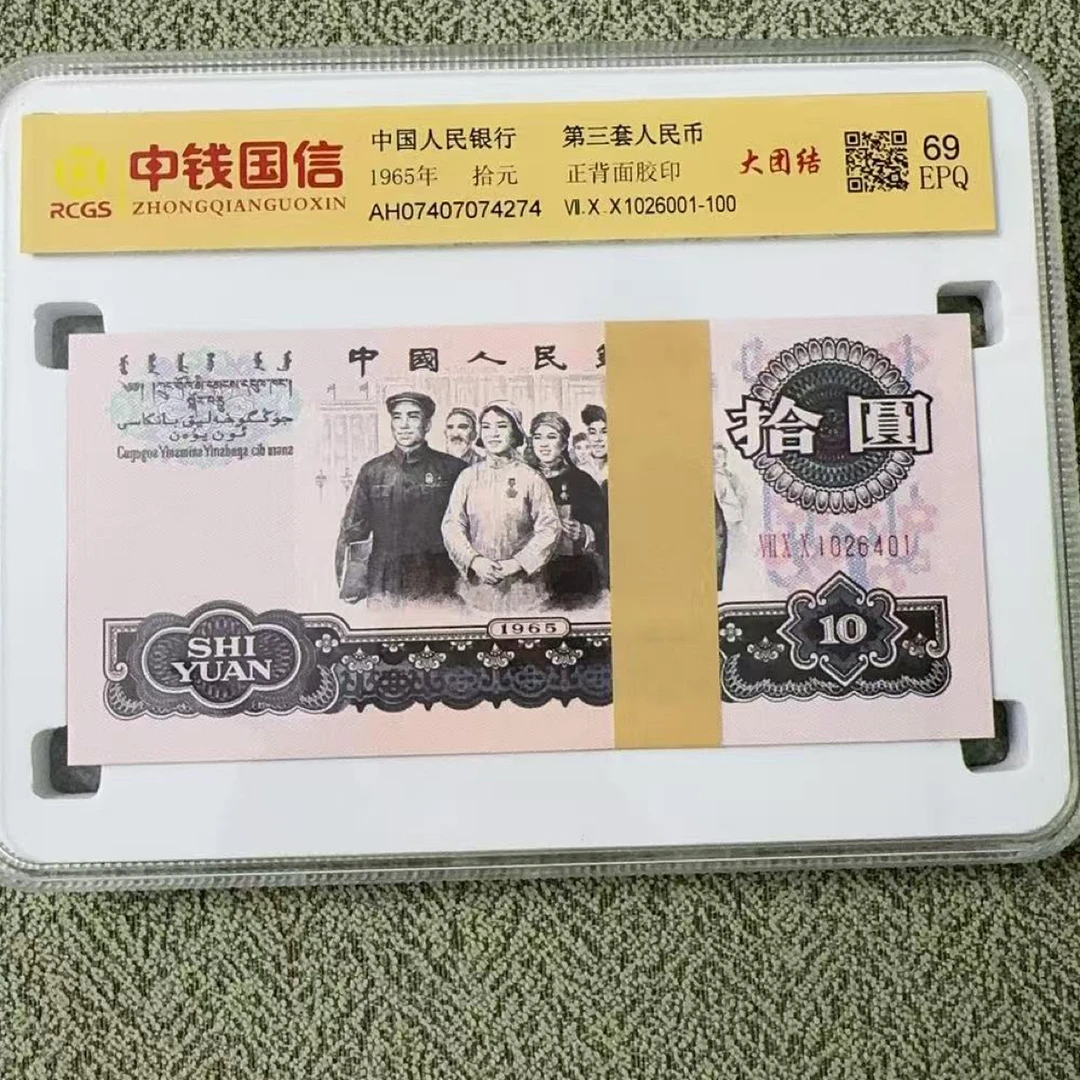 RCGS
中钱国信
ZHONGQIANGUOXIN
中国人民银行 第三套人民币
1965年 拾元 正背面胶印
AH07407074274 Ⅶ.X.X1026001-100
大团结
69
EPQ
中國人民
拾圓
ⅧXX1026401
1965
SHI
YUAN
10